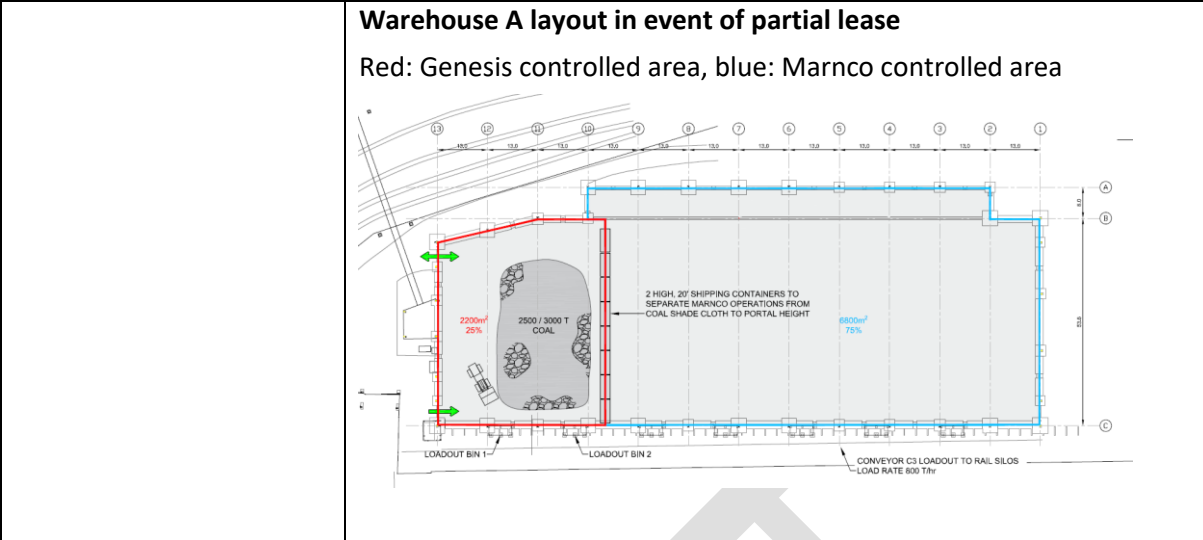 Warehouse A layout in event of partial lease
Red: Genesis controlled area, blue: Marnco controlled area
13 12 11 10 9 8 7 6 5 4 3 2 1
13,0 13,0 13,0 13,0 13,0 13,0 13,0 13,0 13,0 13,0
A
B
2 HIGH, 20' SHIPPING CONTAINERS TO
SEPARATE MARNCO OPERATIONS FROM
COAL SHADE CLOTH TO PORTAL HEIGHT
2200m²
25%
2500 / 3000 T
COAL
6800m²
75%
C
LOADOUT BIN 1
LOADOUT BIN 2
CONVEYOR C3 LOADOUT TO RAIL SILOS
LOAD RATE 800 T/hr